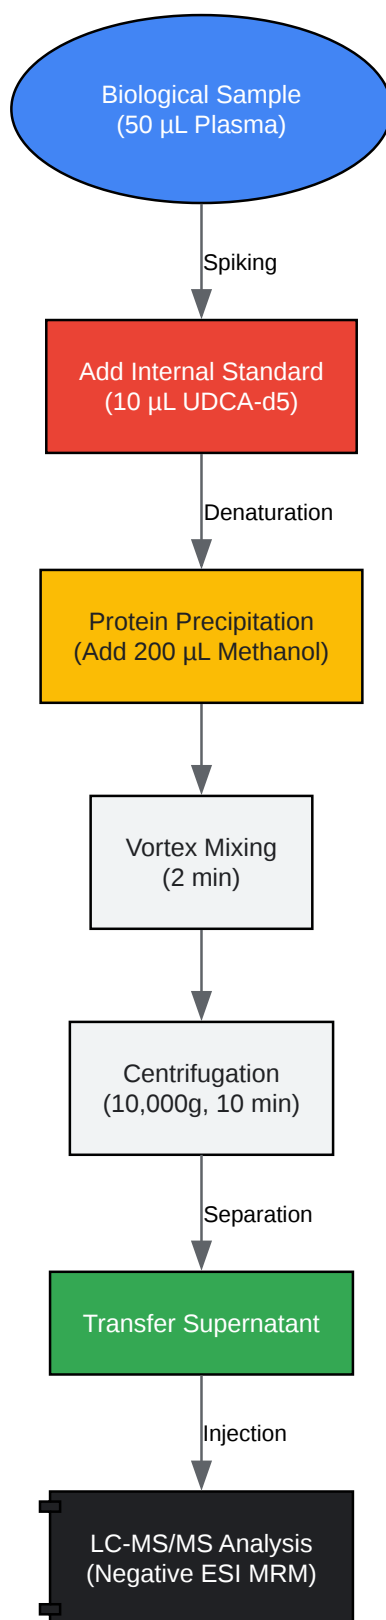 Biological Sample
(50 µL Plasma)
Spiking
Add Internal Standard
(10 µL UDCA-d5)
Denaturation
Protein Precipitation
(Add 200 µL Methanol)
Vortex Mixing
(2 min)
Centrifugation
(10,000g, 10 min)
Separation
Transfer Supernatant
Injection
LC-MS/MS Analysis
(Negative ESI MRM)